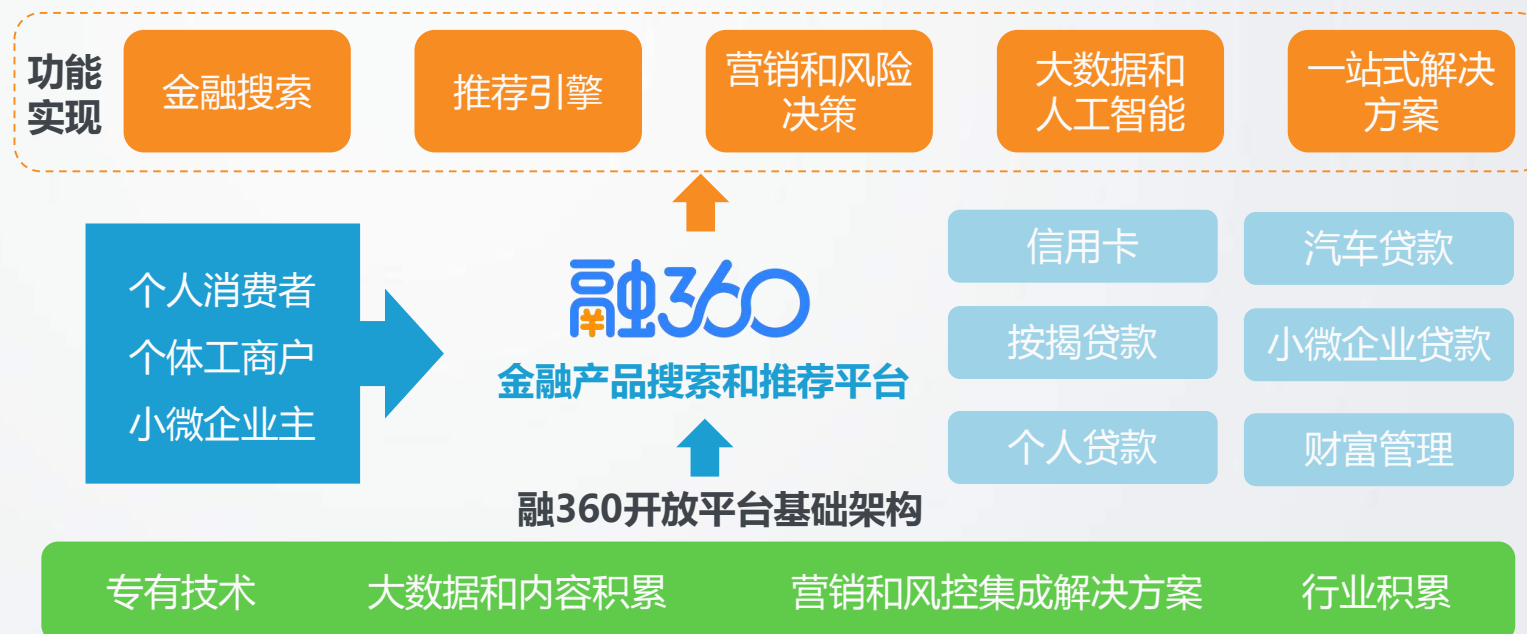 功能
实现
金融搜索
推荐引擎
营销和风险
决策
大数据和
人工智能
一站式解决
方案
个人消费者
个体工商户
小微企业主
融360
金融产品搜索和推荐平台
融360开放平台基础架构
信用卡
汽车贷款
按揭贷款
小微企业贷款
个人贷款
财富管理
专有技术 大数据和内容积累 营销和风控集成解决方案 行业积累